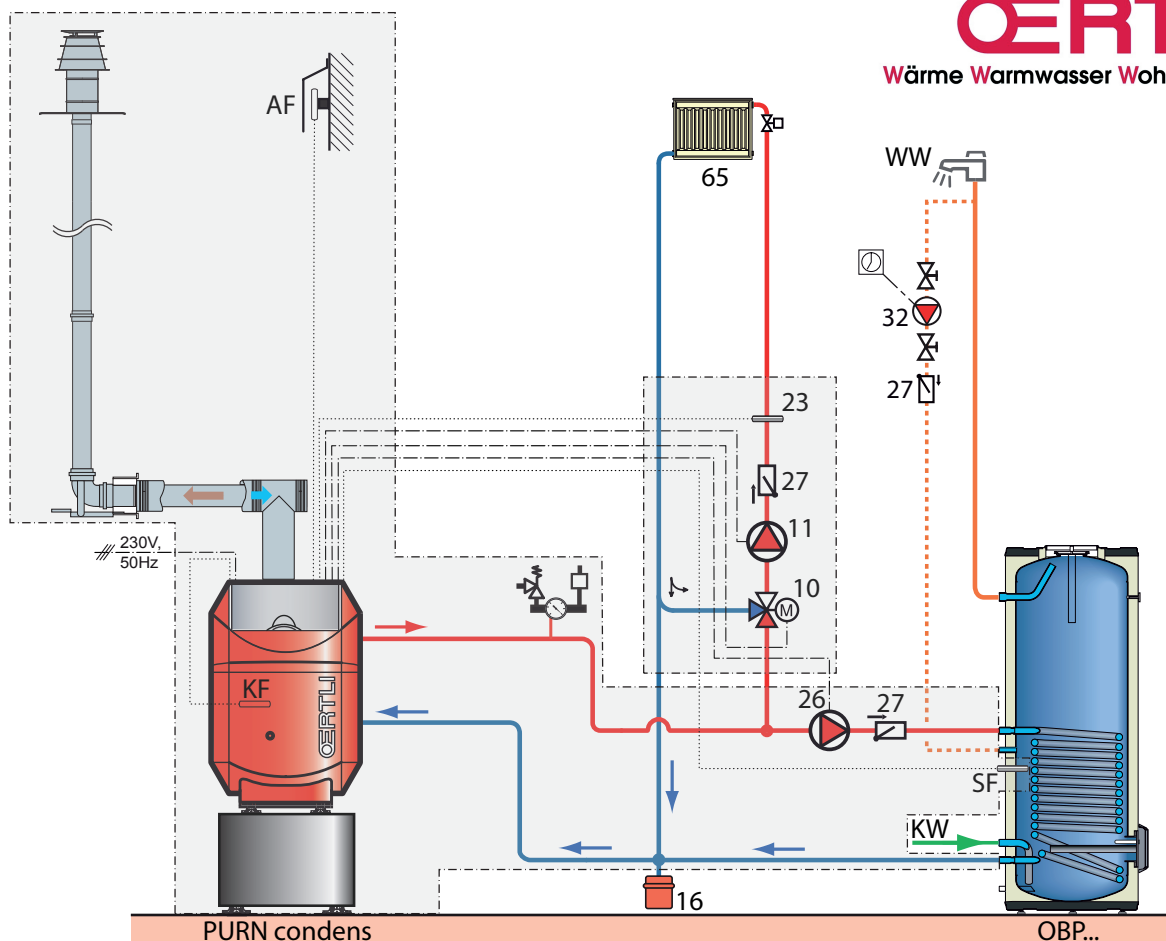 ŒRT
Wärme Warmwasser Woh
AF
65
WW
32
27
23
27
11
10
M
230V,
50Hz
KF
ŒRTLI
26
27
SF
KW
16
PURN condens
OBP...